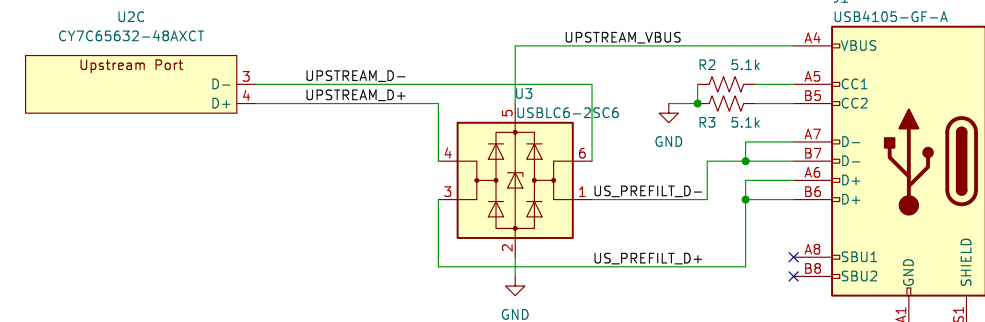 J1
U2C
USB4105-GF-A
CY7C65632-48AXCT
UPSTREAM_VBUS
A4
VBUS
Upstream Port
R2 5.1k
D-
3
UPSTREAM_D-
A5
CC1
D+
4
UPSTREAM_D+
U3
B5
CC2
USBLC6-2SC6
5
R3 5.1k
GND
A7
D-
4
6
B7
D-
A6
D+
3
1
US_PREFILT_D-
B6
D+
2
US_PREFILT_D+
A8
SBU1
B8
SBU2
GND
SHIELD
GND
A1
S1